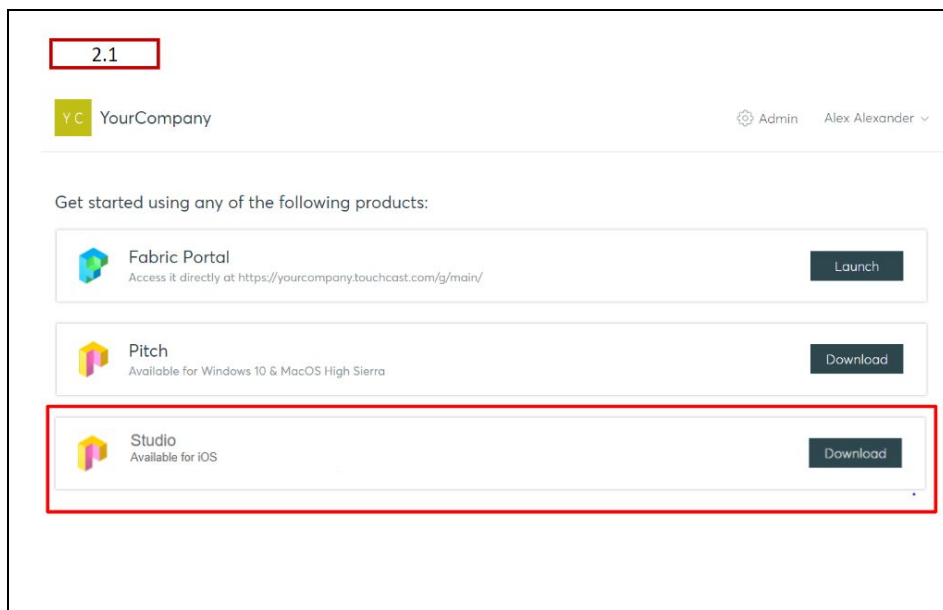 2.1
Y C YourCompany
Admin Alex Alexander
Get started using any of the following products:
Fabric Portal
Access it directly at https://yourcompany.touchcast.com/g/main/
Launch
Pitch
Available for Windows 10 & MacOS High Sierra
Download
Studio
Available for iOS
Download